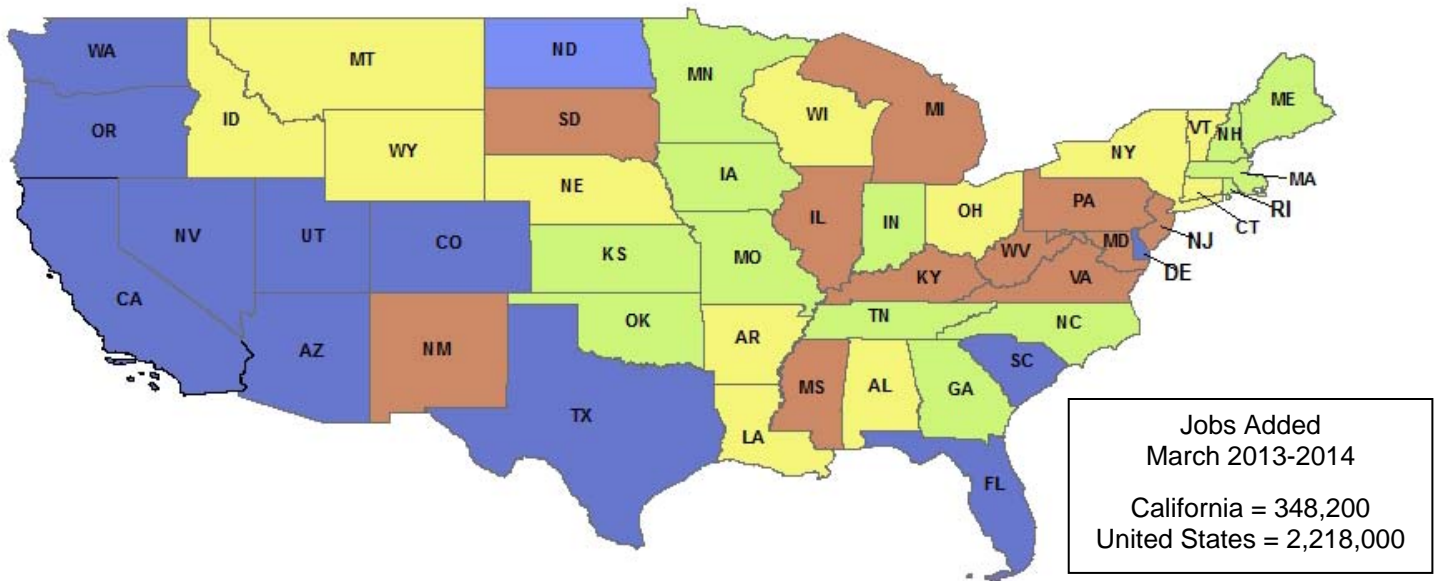 WA
MT
ND
MN
OR
ID
SD
WI
MI
ME
VT
NH
WY
NY
MA
NE
IA
IL
IN
OH
PA
CT
RI
NJ
NV
UT
CO
KS
MO
WV
MD
DE
CA
KY
VA
AZ
NM
OK
TN
NC
AR
SC
TX
MS
AL
GA
LA
FL
Jobs Added
March 2013-2014
California = 348,200
United States = 2,218,000